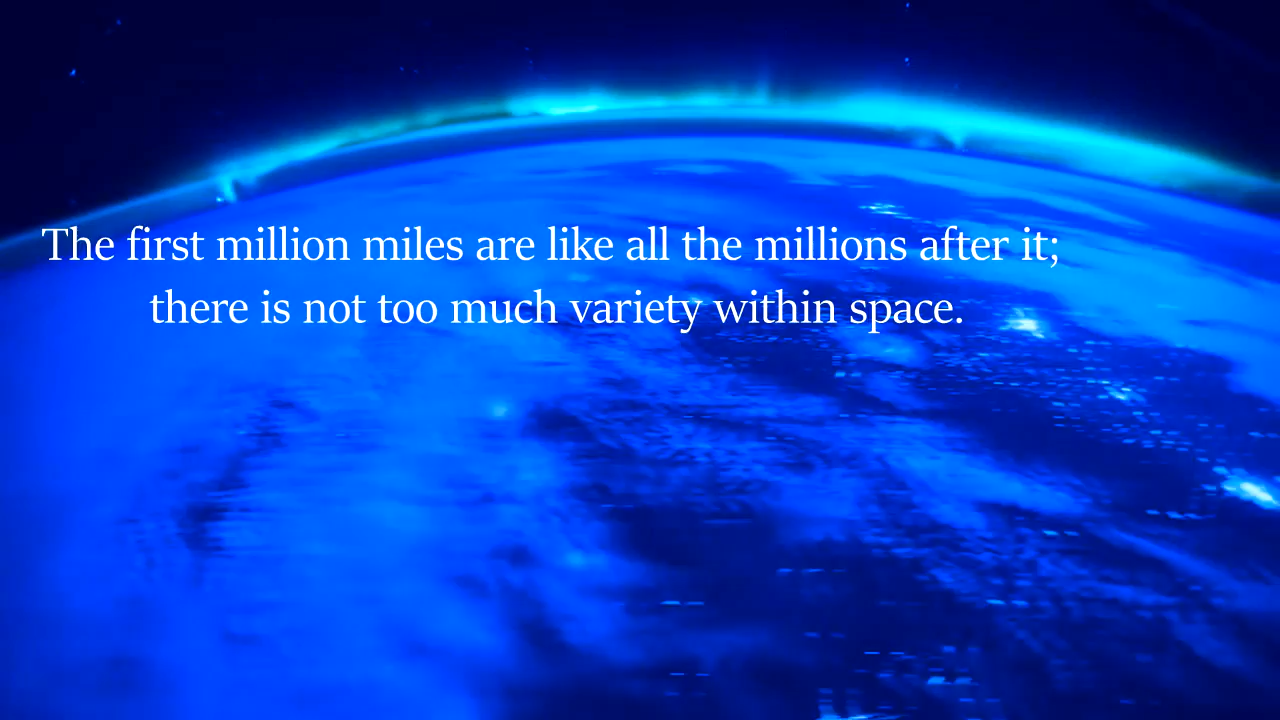 The first million miles are like all the millions after it;
there is not too much variety within space.